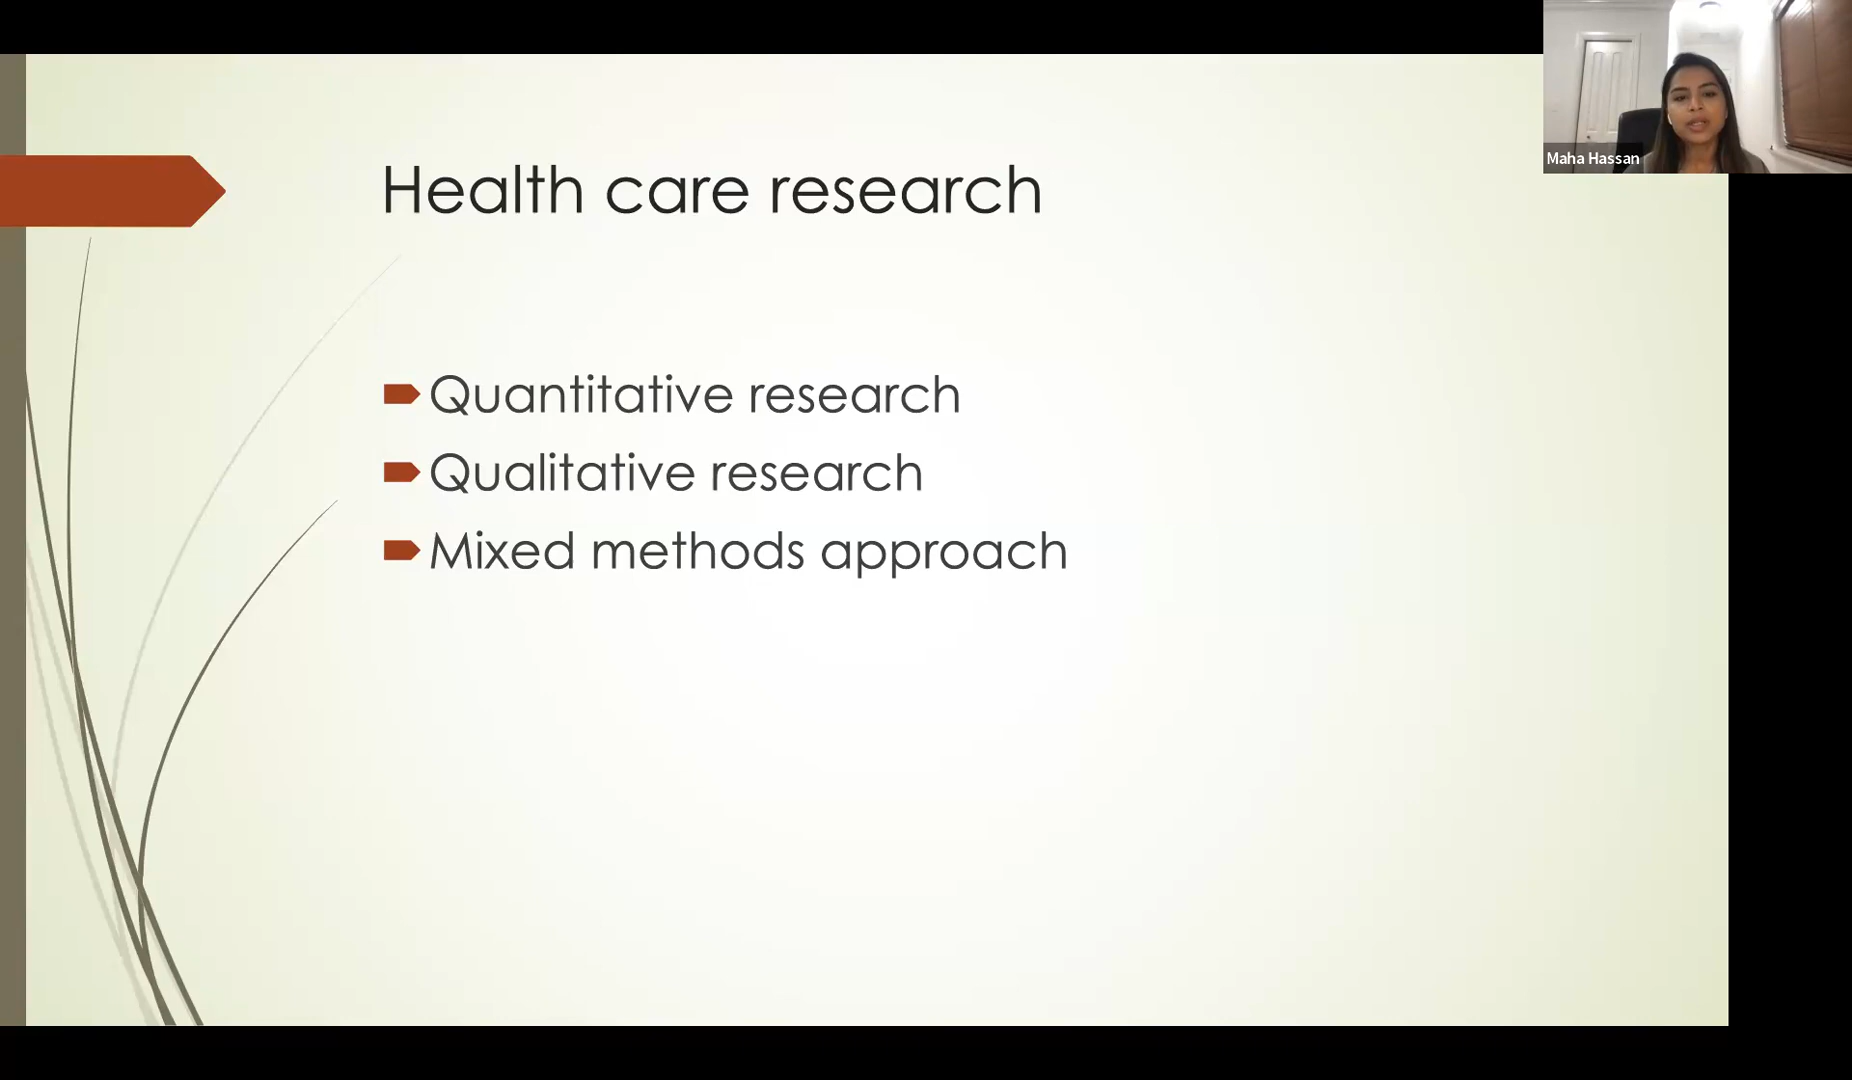 Maha Hassan
Health care research
Quantitative research
Qualitative research
Mixed methods approach